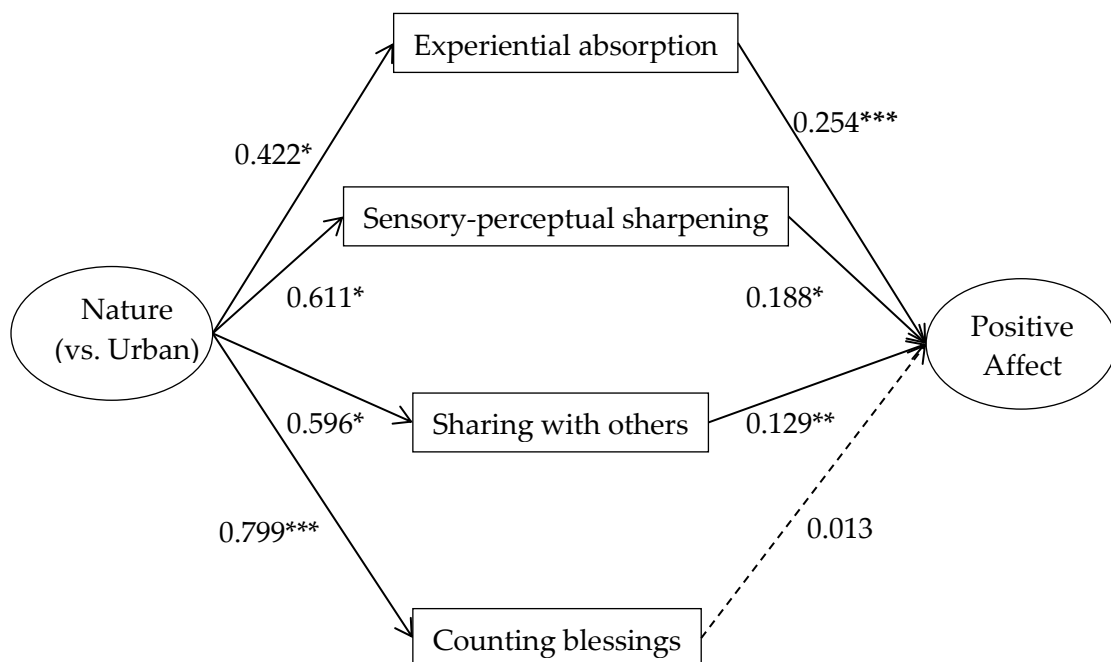 Experiential absorption
0.254***
0.422*
Sensory-perceptual sharpening
0.611*
0.188*
Nature
(vs. Urban)
Positive
Affect
0.596*
Sharing with others
0.129**
0.799***
0.013
Counting blessings